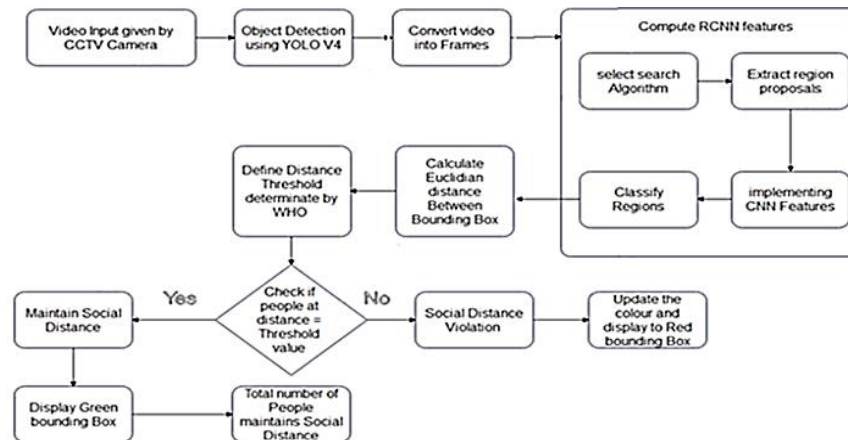 Video Input given by
CCTV Camera
Object Detection
using YOLO V4
Convert video
into Frames
Compute RCNN features
select search
Algorithm
Extract region
proposals
implementing
CNN Features
Classify
Regions
Calculate
Euclidian
distance
Between
Bounding Box
Define Distance
Threshold
determinate by
WHO
Check if
people at
distance =
Threshold
value
Yes
No
Maintain Social
Distance
Social Distance
Violation
Update the
colour and
display to Red
bounding Box
Display Green
bounding Box
Total number of
People
maintains Social
Distance